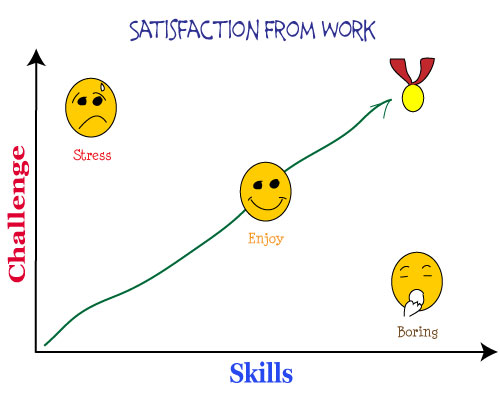 SATISFACTION FROM WORK
Stress
Challenge
Enjoy
Boring
Skills